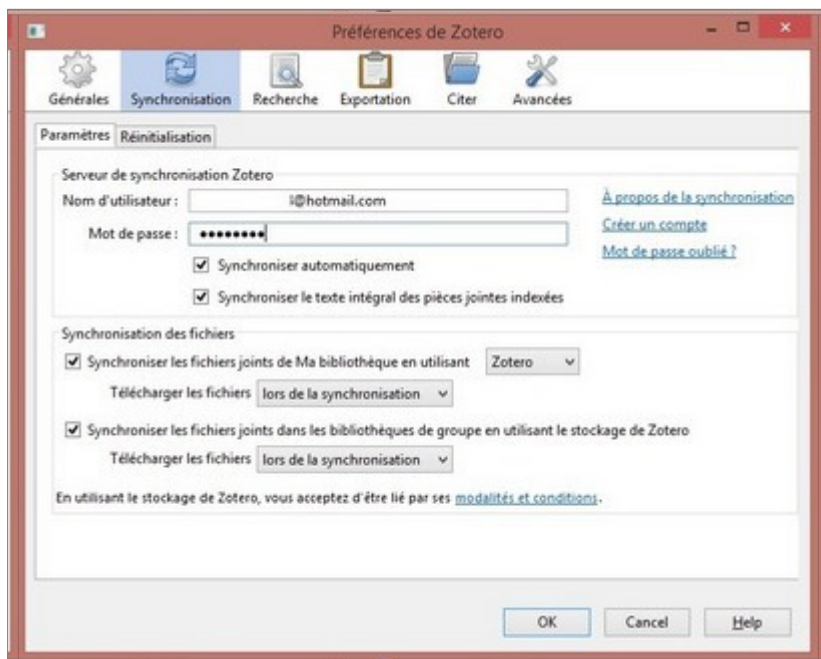 Préférences de Zotero
Générales Synchronisation Recherche Exportation Citer Avancées
Paramètres Réinitialisation
Serveur de synchronisation Zotero
Nom d'utilisateur : @hotmail.com À propos de la synchronisation
Mot de passe : •••••••• Créer un compte
Mot de passe oublié ?
Synchroniser automatiquement
Synchroniser le texte intégral des pièces jointes indexées
Synchronisation des fichiers
Synchroniser les fichiers joints de Ma bibliothèque en utilisant Zotero
Télécharger les fichiers lors de la synchronisation
Synchroniser les fichiers joints dans les bibliothèques de groupe en utilisant le stockage de Zotero
Télécharger les fichiers lors de la synchronisation
En utilisant le stockage de Zotero, vous acceptez d'être lié par ses modalités et conditions.
OK Cancel Help